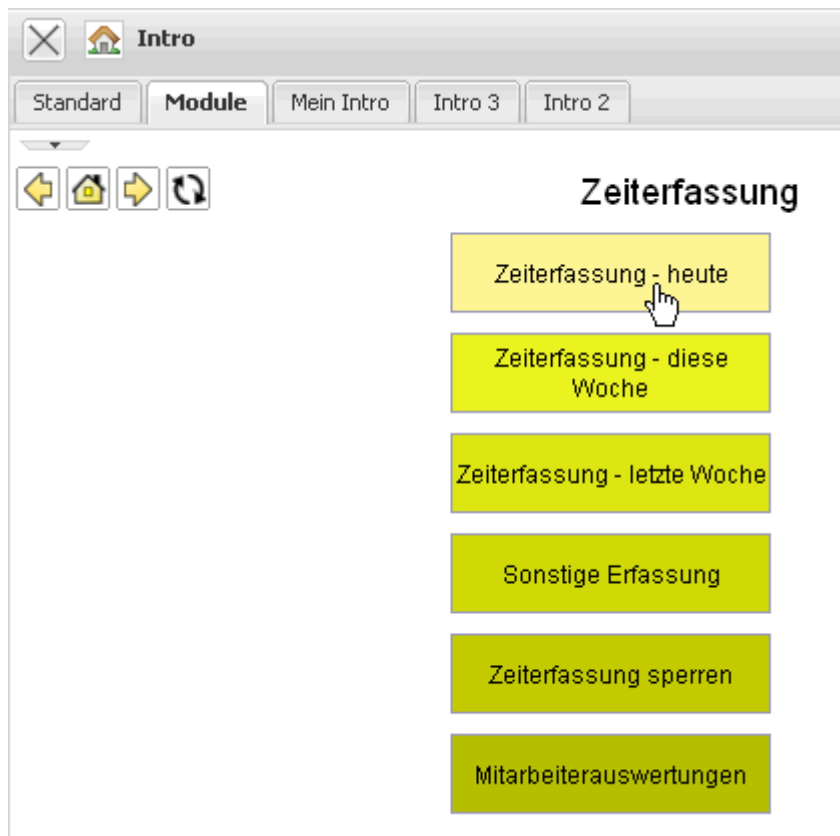 Intro
Standard Module Mein Intro Intro 3 Intro 2
Zeiterfassung
Zeiterfassung - heute
Zeiterfassung - diese
Woche
Zeiterfassung - letzte Woche
Sonstige Erfassung
Zeiterfassung sperren
Mitarbeiterauswertungen